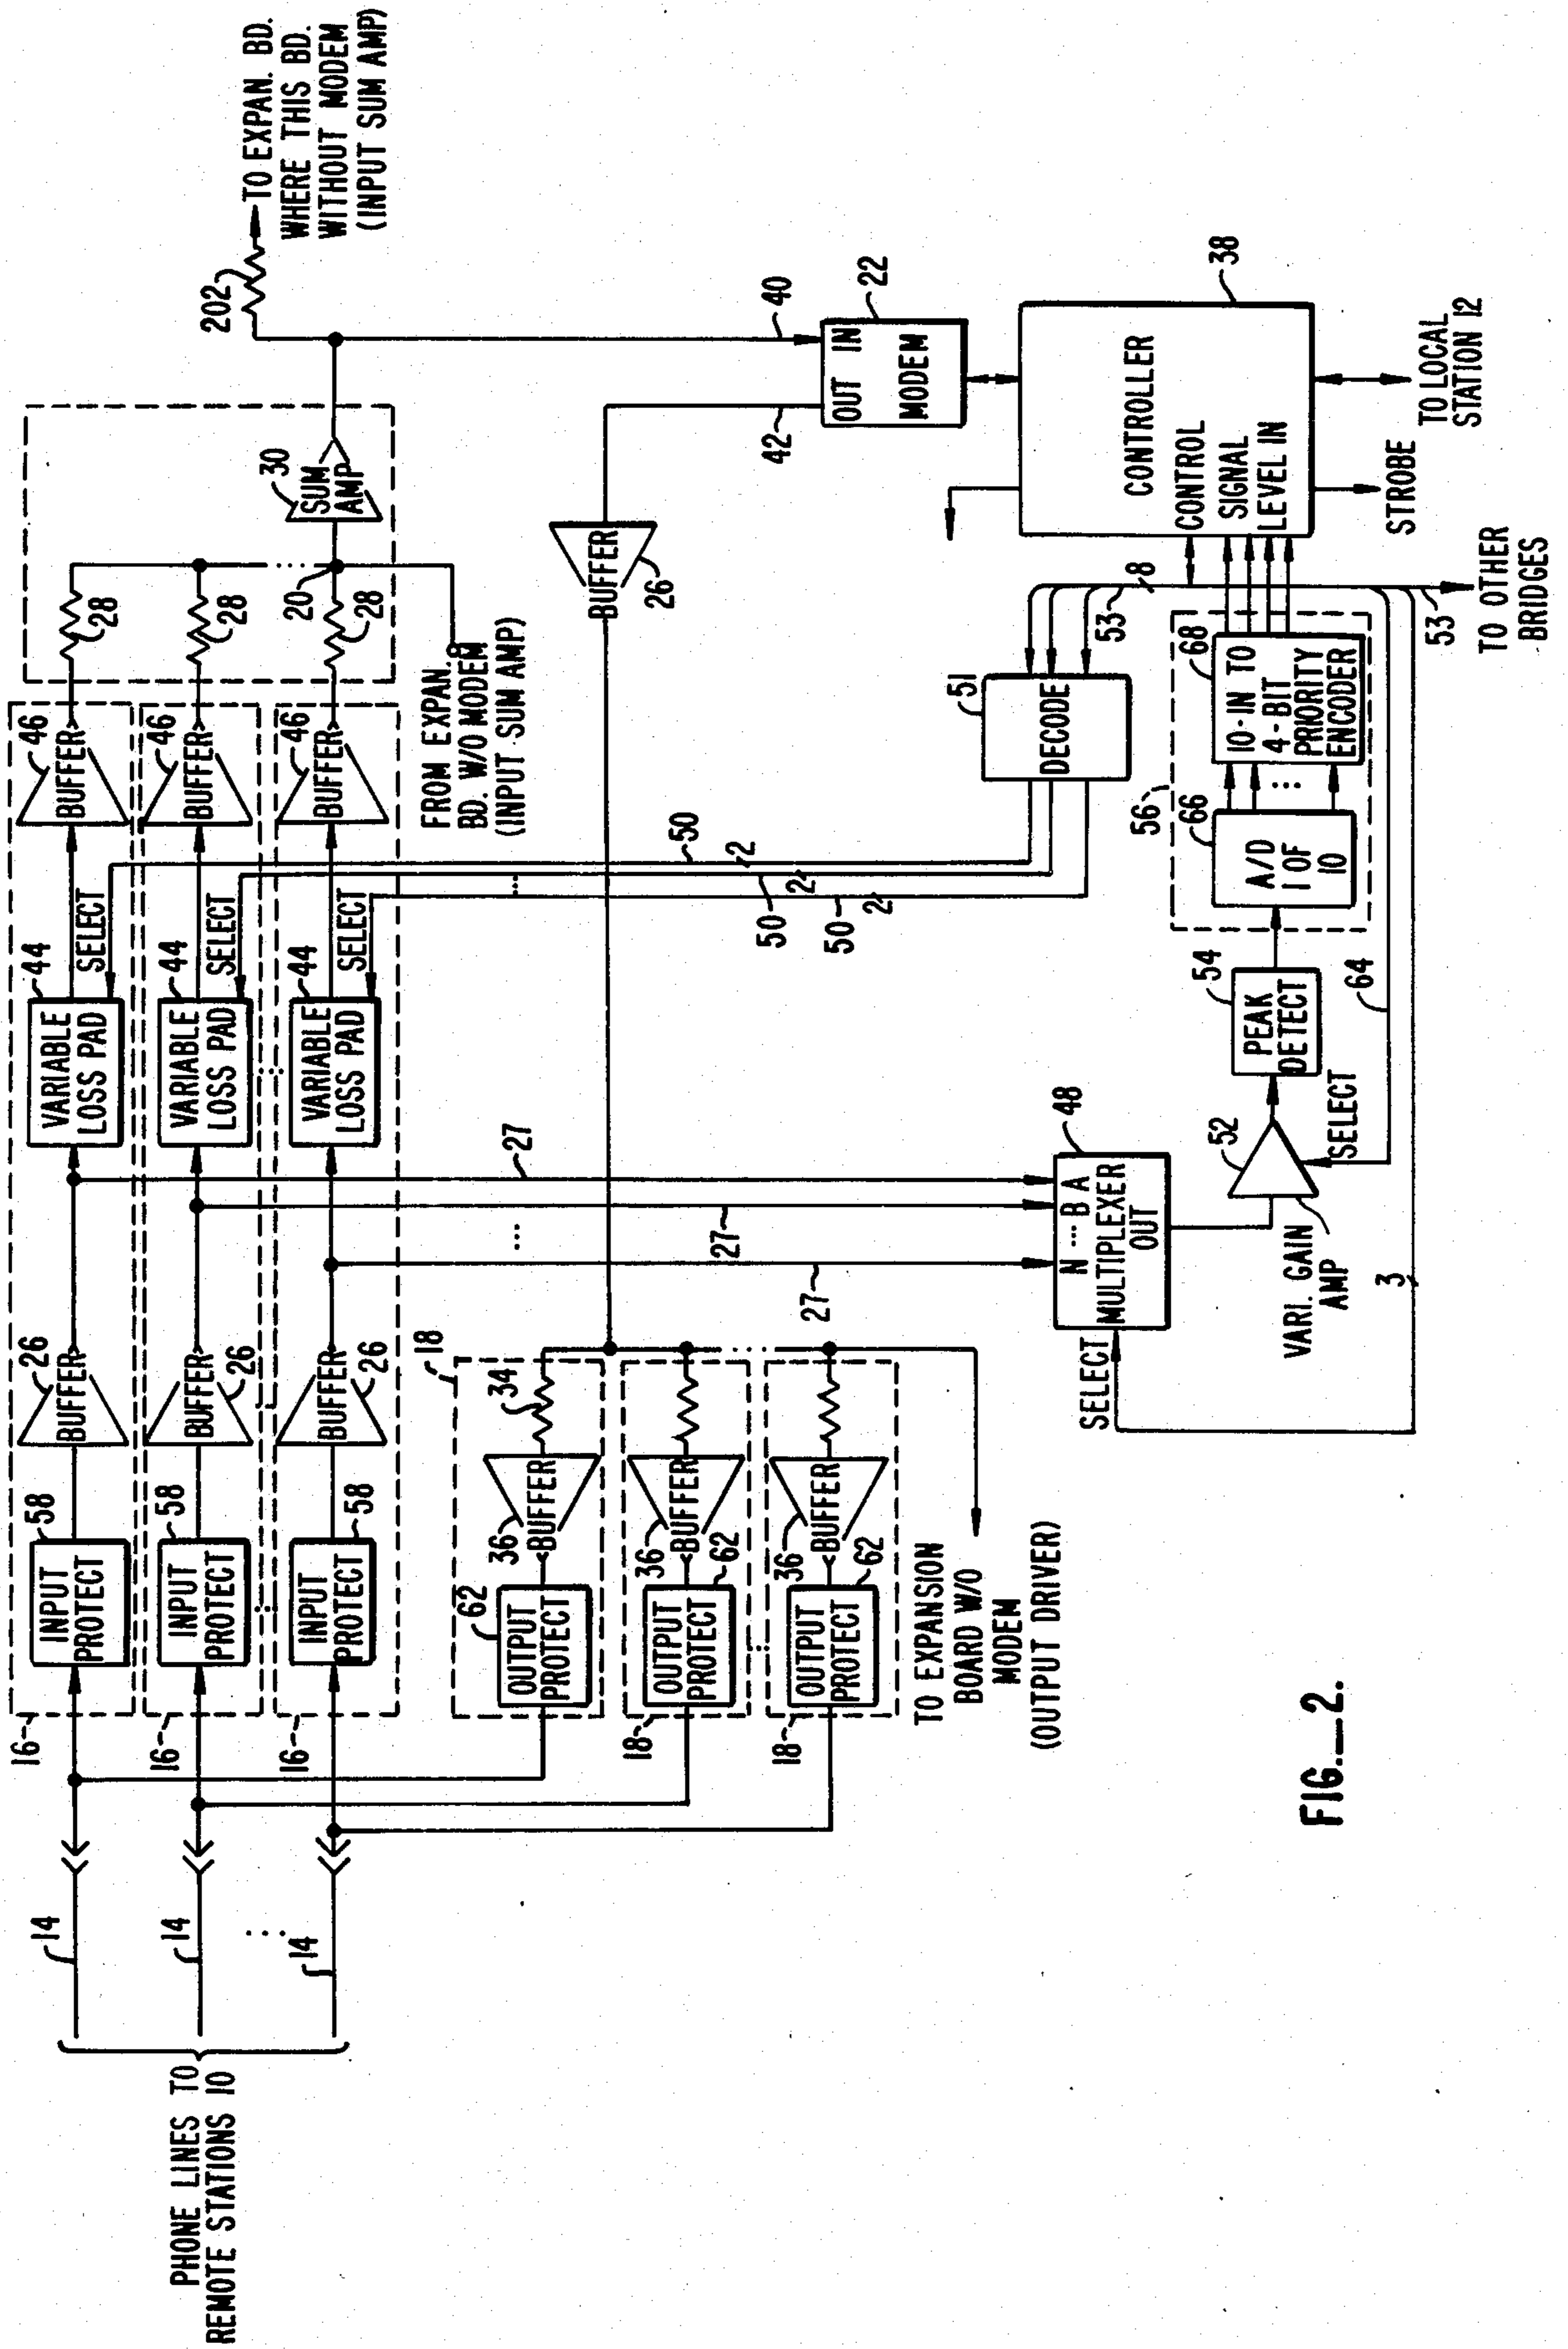 PHONE LINES TO
REMOTE STATIONS 10
14
14
14
16
16
16
INPUT
PROTECT
58
INPUT
PROTECT
58
INPUT
PROTECT
58
BUFFER
26
BUFFER
26
BUFFER
26
VARIABLE
LOSS PAD
44
SELECT
VARIABLE
LOSS PAD
44
SELECT
VARIABLE
LOSS PAD
44
SELECT
BUFFER
46
BUFFER
46
BUFFER
46
28
28
28
20
30
SUM
AMP
202
TO EXPAN. BD.
WHERE THIS BD.
WITHOUT MODEM
(INPUT SUM AMP)
FROM EXPAN.
BD. W/O MODEM
(INPUT SUM AMP)
18
62
OUTPUT
PROTECT
36
BUFFER
34
18
OUTPUT
PROTECT
62
36
BUFFER
18
OUTPUT
PROTECT
62
36
BUFFER
TO EXPANSION
BOARD W/O
MODEM
(OUTPUT DRIVER)
27
27
27
50
2
50
2
50
2
BUFFER
26
42
40
OUT IN
MODEM
22
51
DECODE
53
8
CONTROLLER
CONTROL
SIGNAL
LEVEL IN
38
STROBE
TO LOCAL
STATION 12
SELECT
N ... B A
MULTIPLEXER
OUT
48
52
VARI. GAIN
AMP
SELECT
PEAK
DETECT
54
56
66
A/D
1 OF
10
68
10-IN TO
4-BIT
PRIORITY
ENCODER
64
3
53
TO OTHER
BRIDGES
FIG._2.